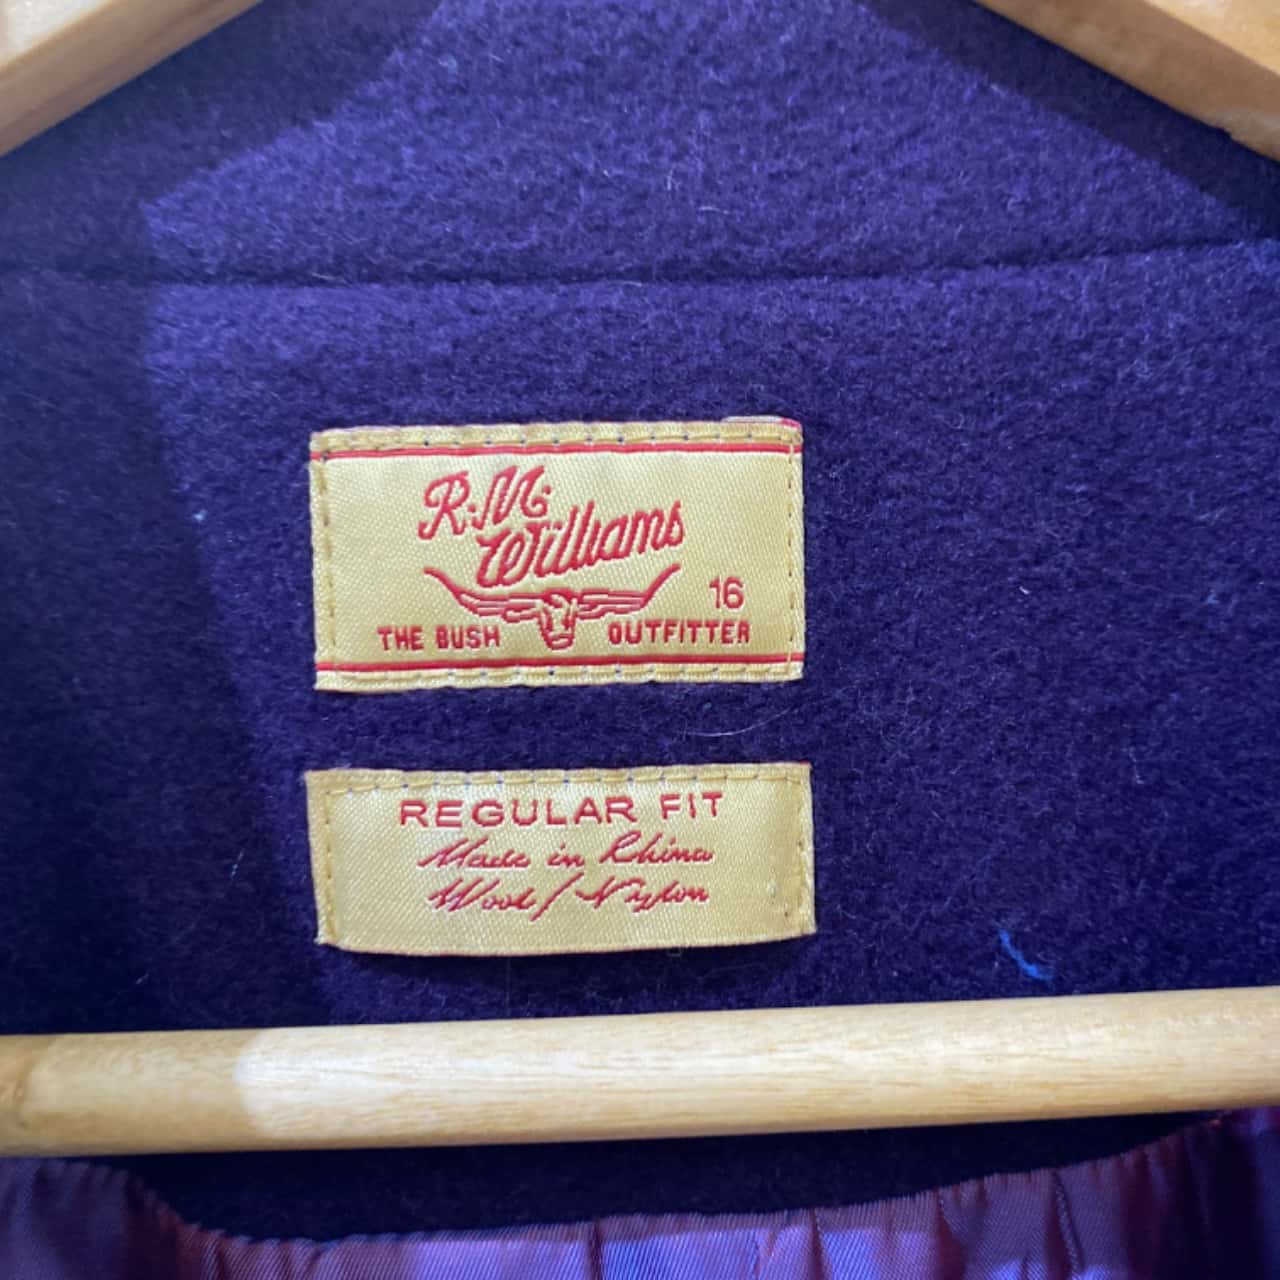 R.M.
Williams
16
THE BUSH OUTFITTER
REGULAR FIT
Made in China
Wool/Nylon